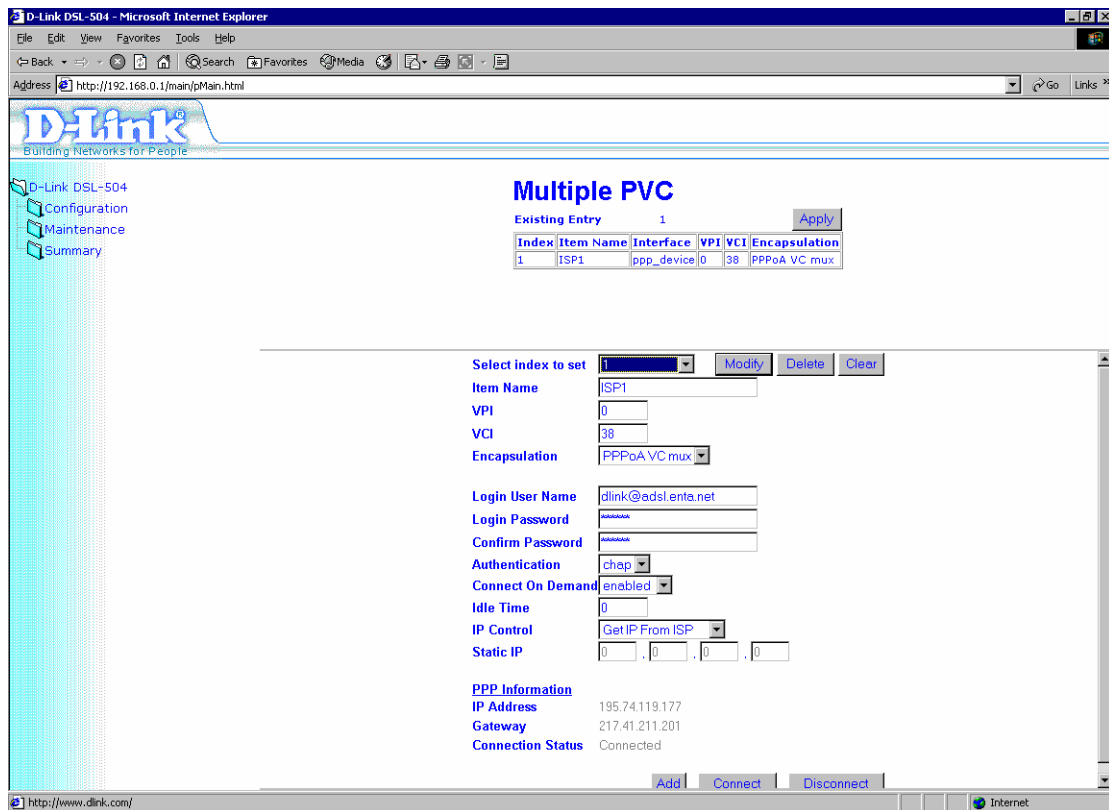 D-Link DSL-504 - Microsoft Internet Explorer
File Edit View Favorites Tools Help
Back Search Favorites Media
Address http://192.168.0.1/main/pMain.html Go Links »
D-Link®
Building Networks for People
D-Link DSL-504
Configuration
Maintenance
Summary
Multiple PVC
Existing Entry 1 Apply
Index Item Name Interface VPI VCI Encapsulation
1 ISP1 ppp_device 0 38 PPPoA VC mux
Select index to set 1 Modify Delete Clear
Item Name ISP1
VPI 0
VCI 38
Encapsulation PPPoA VC mux
Login User Name dlink@adsl.enta.net
Login Password ******
Confirm Password ******
Authentication chap
Connect On Demand enabled
Idle Time 0
IP Control Get IP From ISP
Static IP 0 . 0 . 0 . 0
PPP Information
IP Address 195.74.119.177
Gateway 217.41.211.201
Connection Status Connected
Add Connect Disconnect
http://www.dlink.com/ Internet